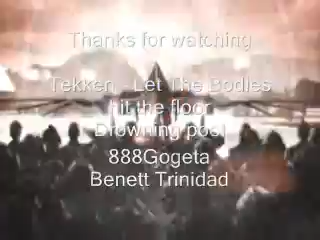 Thanks for watching
Tekken - Let The Bodies
hit the floor
Drowning pool
888Gogeta
Benett Trinidad